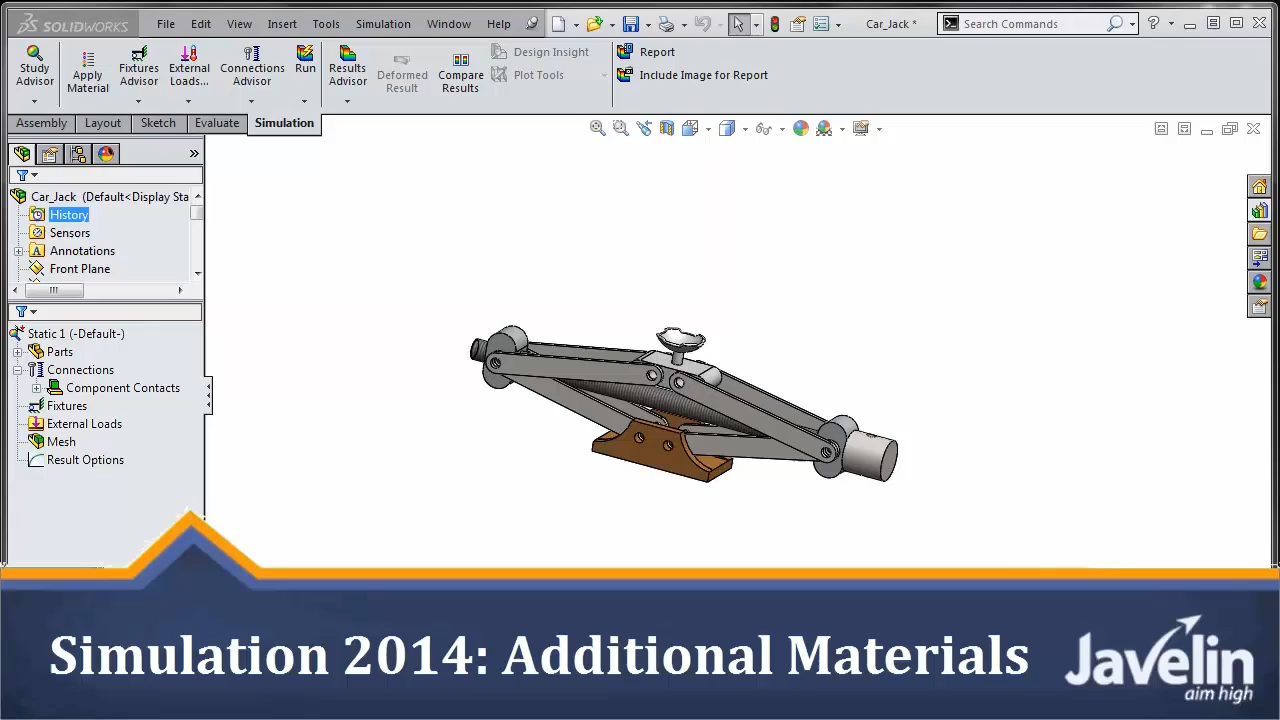 SOLIDWORKS File Edit View Insert Tools Simulation Window Help Car_Jack * Search Commands
Study Advisor
Apply Material
Fixtures Advisor
External Loads...
Connections Advisor
Run
Results Advisor
Deformed Result
Compare Results
Design Insight
Plot Tools
Report
Include Image for Report
Assembly Layout Sketch Evaluate Simulation
Car_Jack (Default<Display Sta
History
Sensors
Annotations
Front Plane
Static 1 (-Default-)
Parts
Connections
Component Contacts
Fixtures
External Loads
Mesh
Result Options
Simulation 2014: Additional Materials
Javelin
aim high